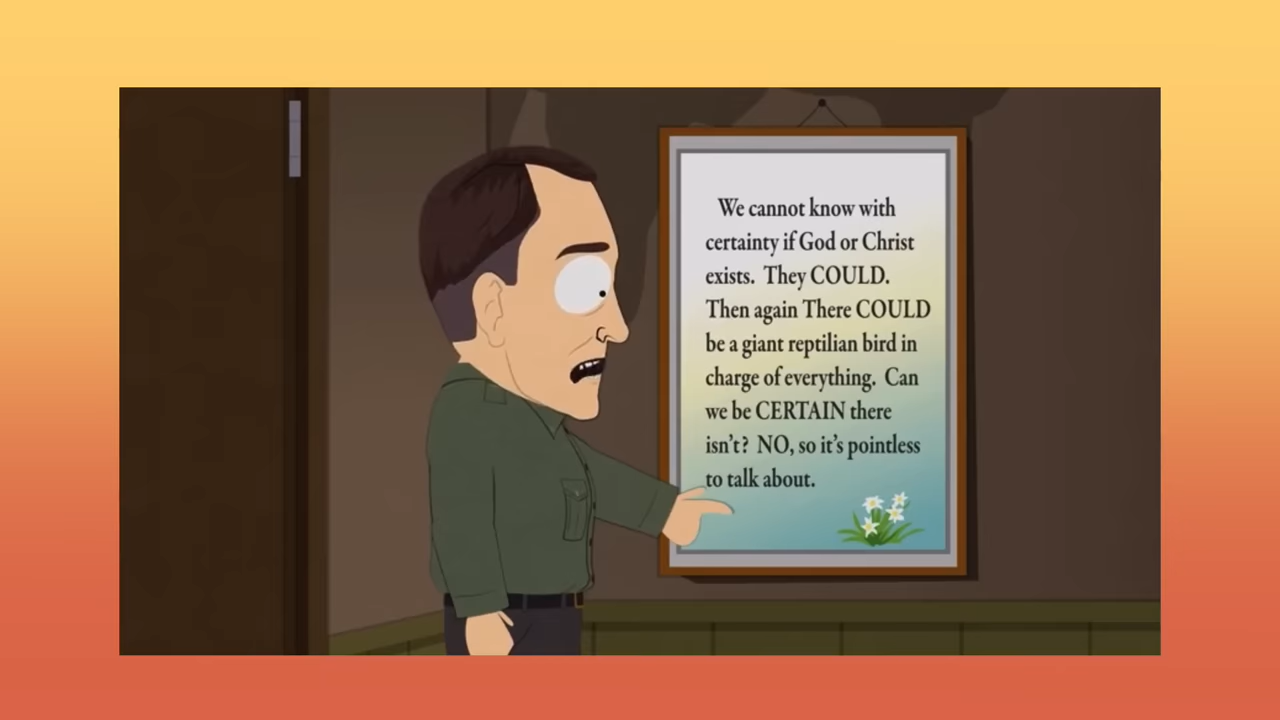 We cannot know with
certainty if God or Christ
exists. They COULD.
Then again There COULD
be a giant reptilian bird in
charge of everything. Can
we be CERTAIN there
isn't? NO, so it's pointless
to talk about.